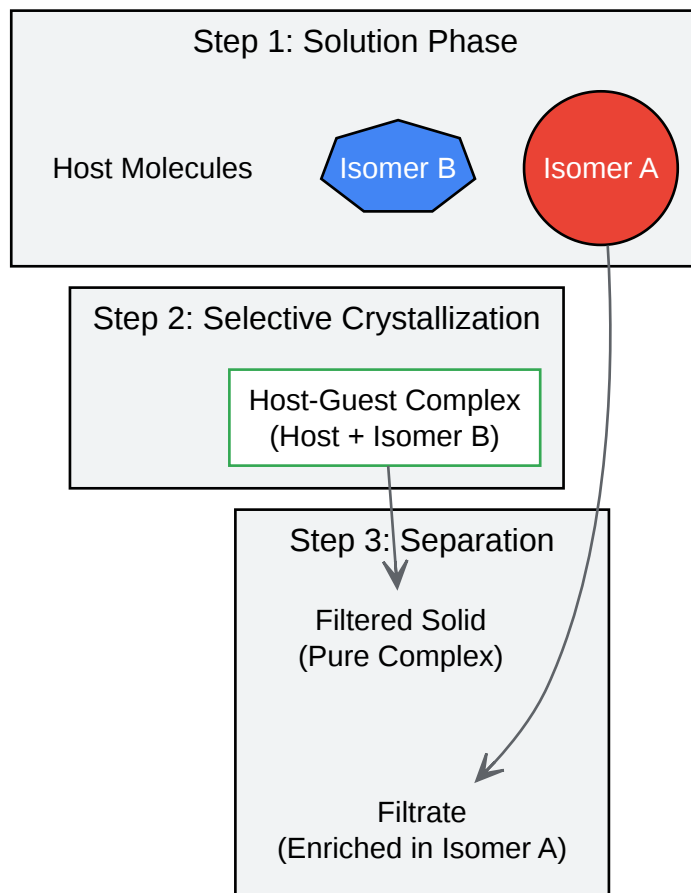 Step 1: Solution Phase
Host Molecules
Isomer B
Isomer A
Step 2: Selective Crystallization
Host-Guest Complex
(Host + Isomer B)
Step 3: Separation
Filtered Solid
(Pure Complex)
Filtrate
(Enriched in Isomer A)